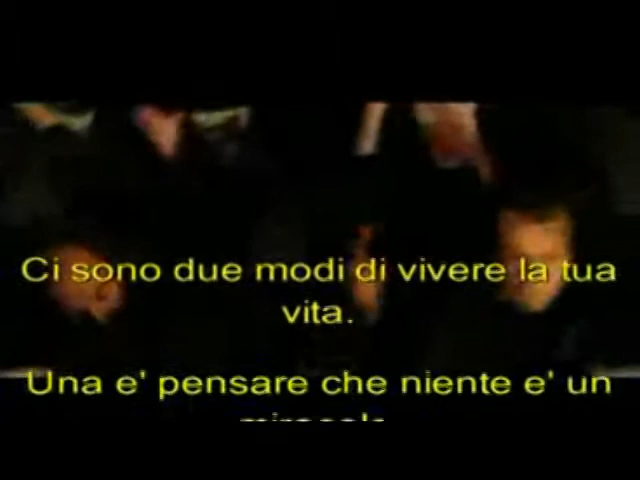 Ci sono due modi di vivere la tua
vita.
Una e' pensare che niente e' un